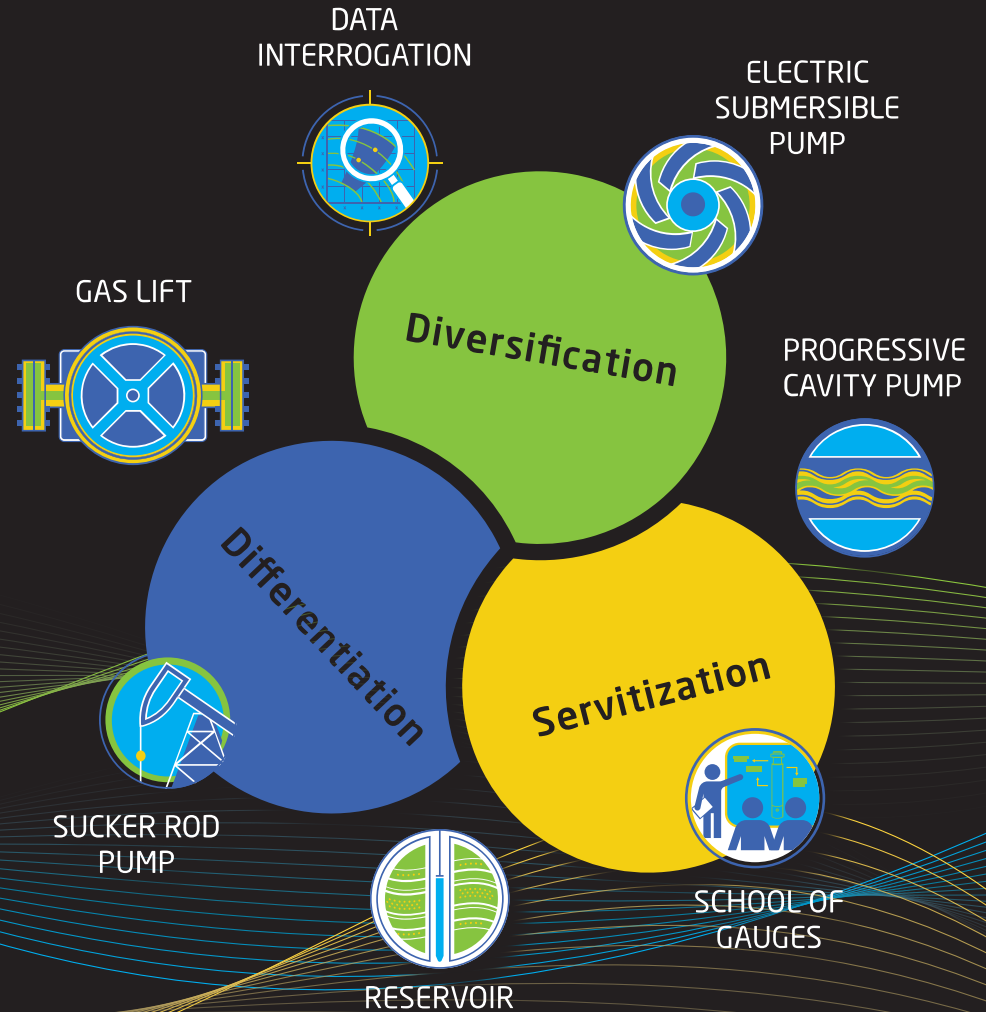 DATA
INTERROGATION
ELECTRIC
SUBMERSIBLE
PUMP
GAS LIFT
Diversification
PROGRESSIVE
CAVITY PUMP
Differentiation
Servitization
SUCKER ROD
PUMP
SCHOOL OF
GAUGES
RESERVOIR